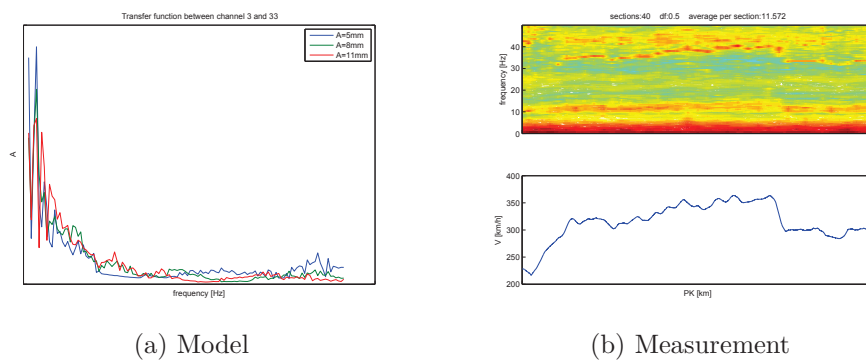 Transfer function between channel 3 and 33
A=5mm
A=8mm
A=11mm
A
frequency [Hz]
(a) Model
sections:40 df:0.5 average per section:11.572
frequency [Hz]
40
30
20
10
0
400
350
300
250
200
V [km/h]
PK [km]
(b) Measurement